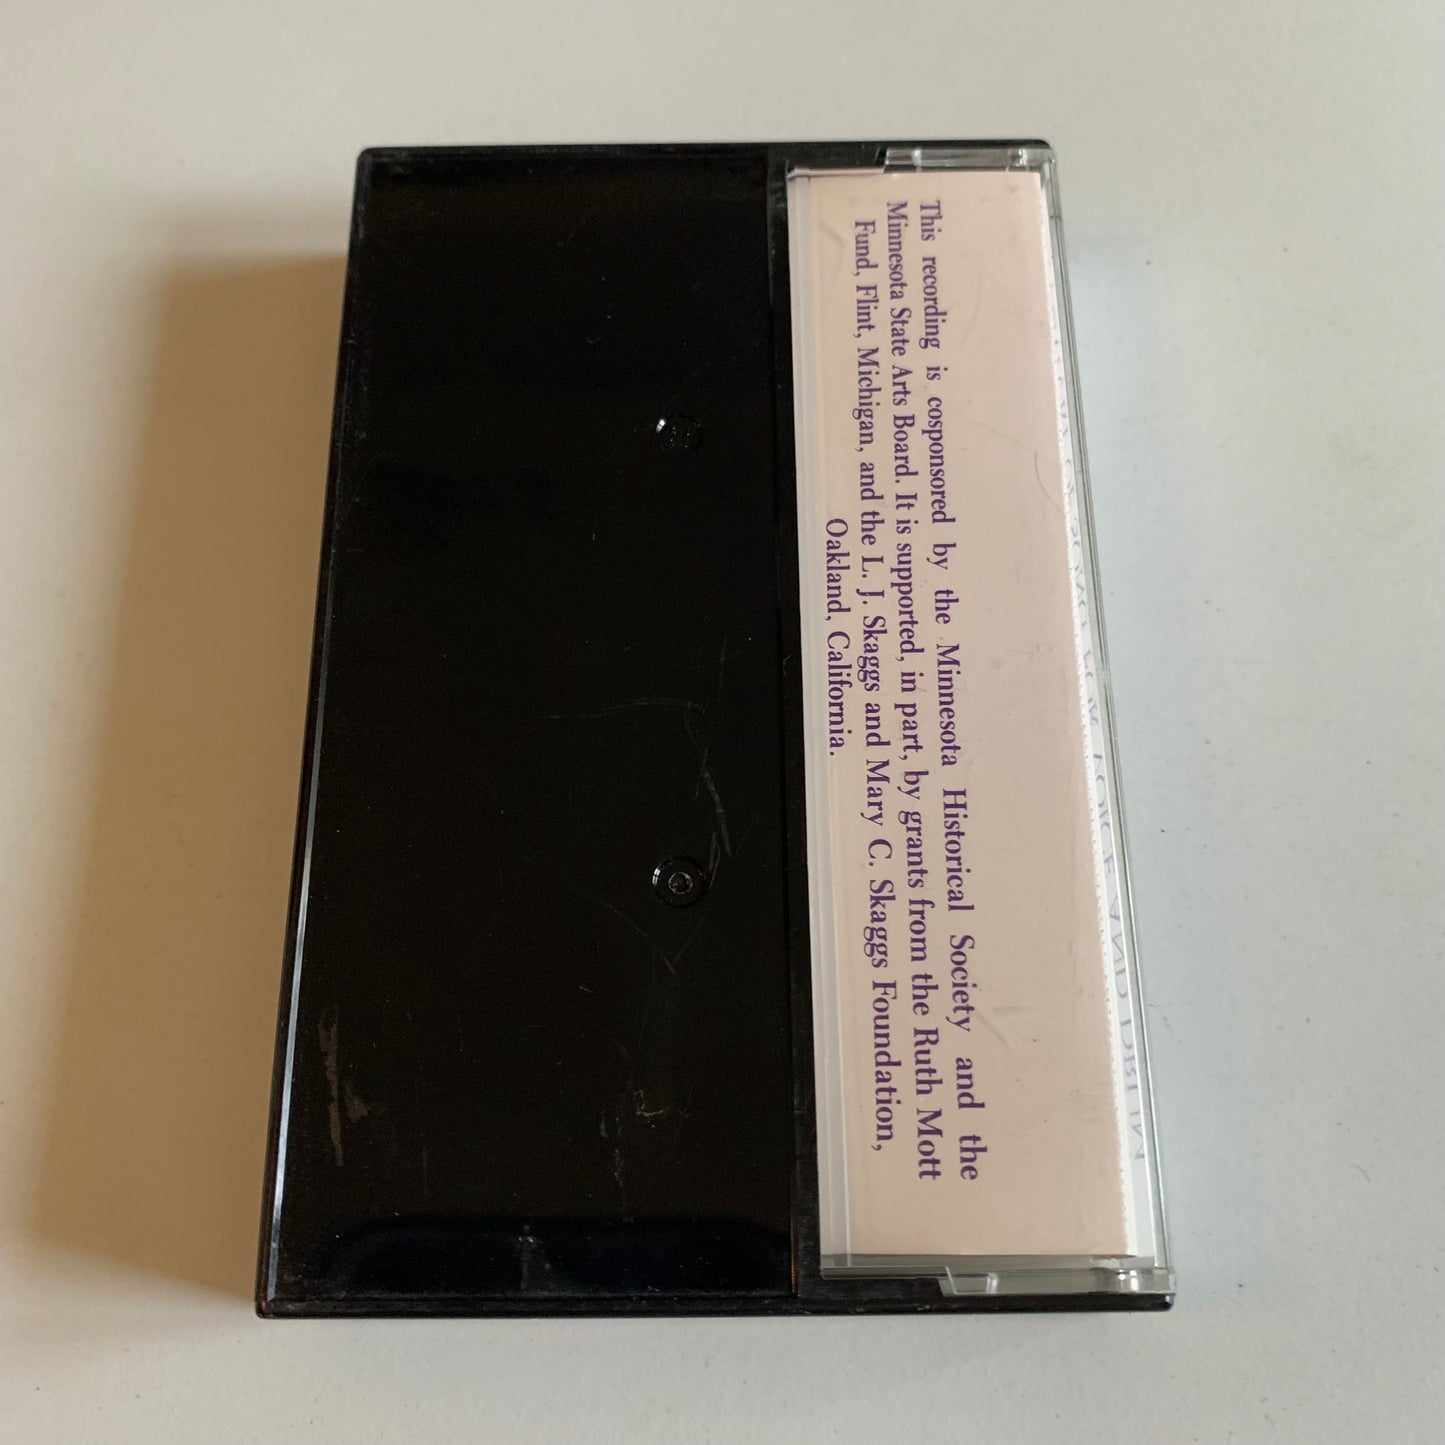 This recording is cosponsored by the Minnesota Historical Society and the
Minnesota State Arts Board. It is supported, in part, by grants from the Ruth Mott
Fund, Flint, Michigan, and the L. J. Skaggs and Mary C. Skaggs Foundation,
Oakland, California.